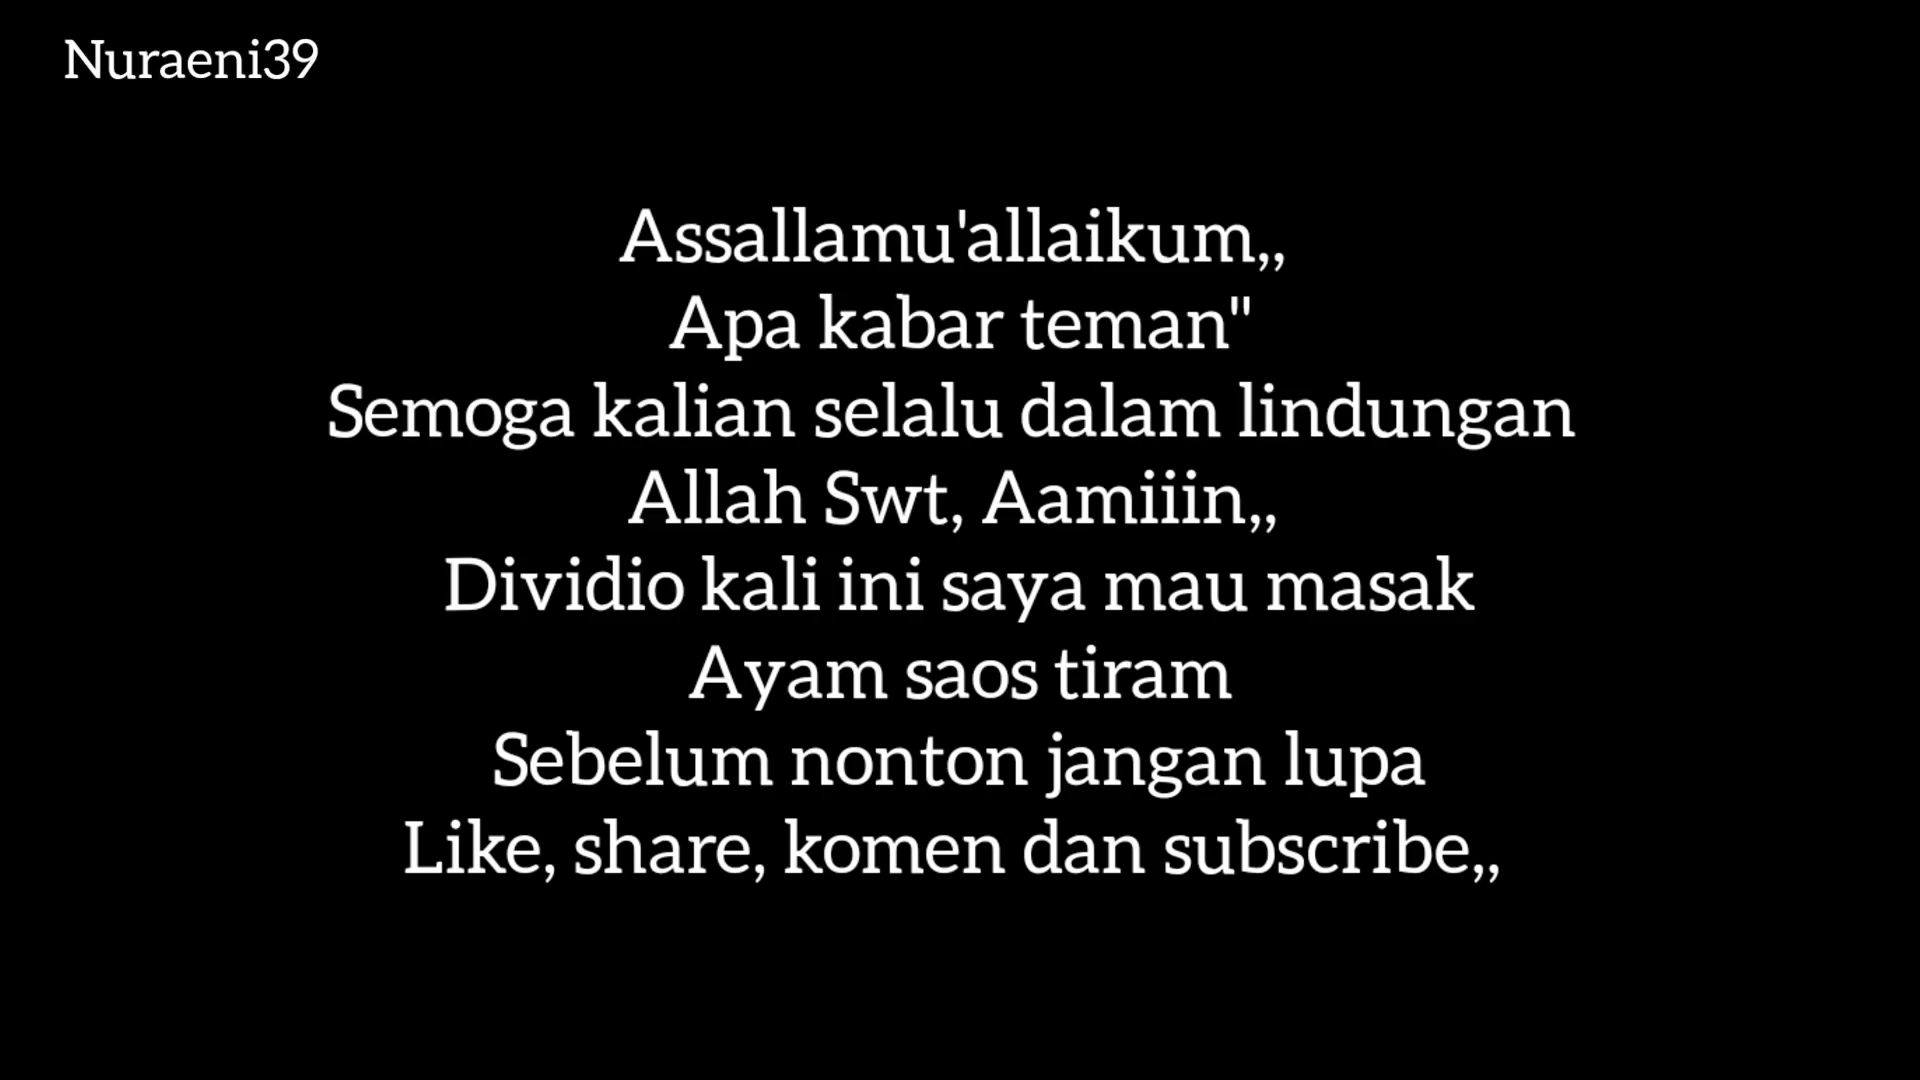 Nuraeni39
Assallamu'allaikum,,
Apa kabar teman"
Semoga kalian selalu dalam lindungan
Allah Swt, Aamiiin,,
Dividio kali ini saya mau masak
Ayam saos tiram
Sebelum nonton jangan lupa
Like, share, komen dan subscribe,,